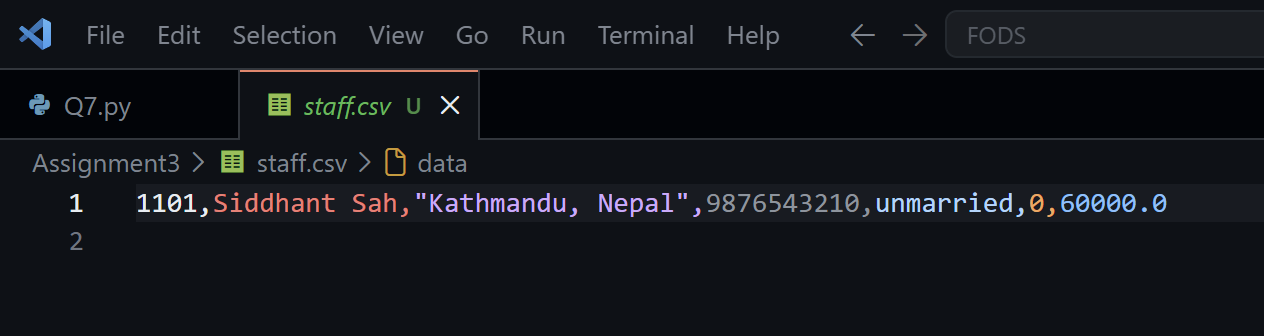 File Edit Selection View Go Run Terminal Help FODS
Q7.py staff.csv U
Assignment3 staff.csv data
1 1101,Siddhant Sah,"Kathmandu, Nepal",9876543210,unmarried,0,60000.0
2